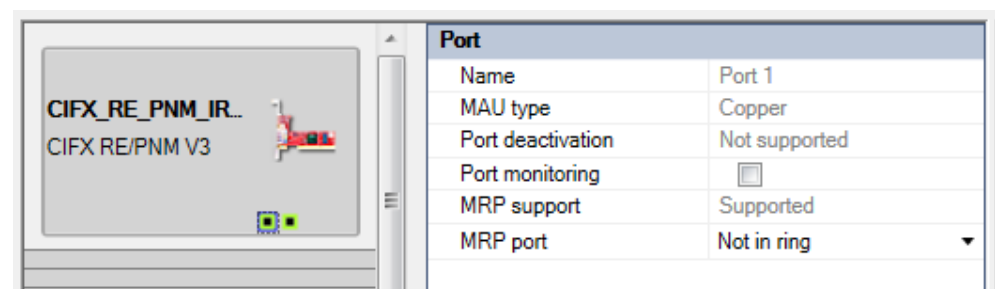 CIFX_RE_PNM_IR...
CIFX RE/PNM V3
Port
Name Port 1
MAU type Copper
Port deactivation Not supported
Port monitoring
MRP support Supported
MRP port Not in ring